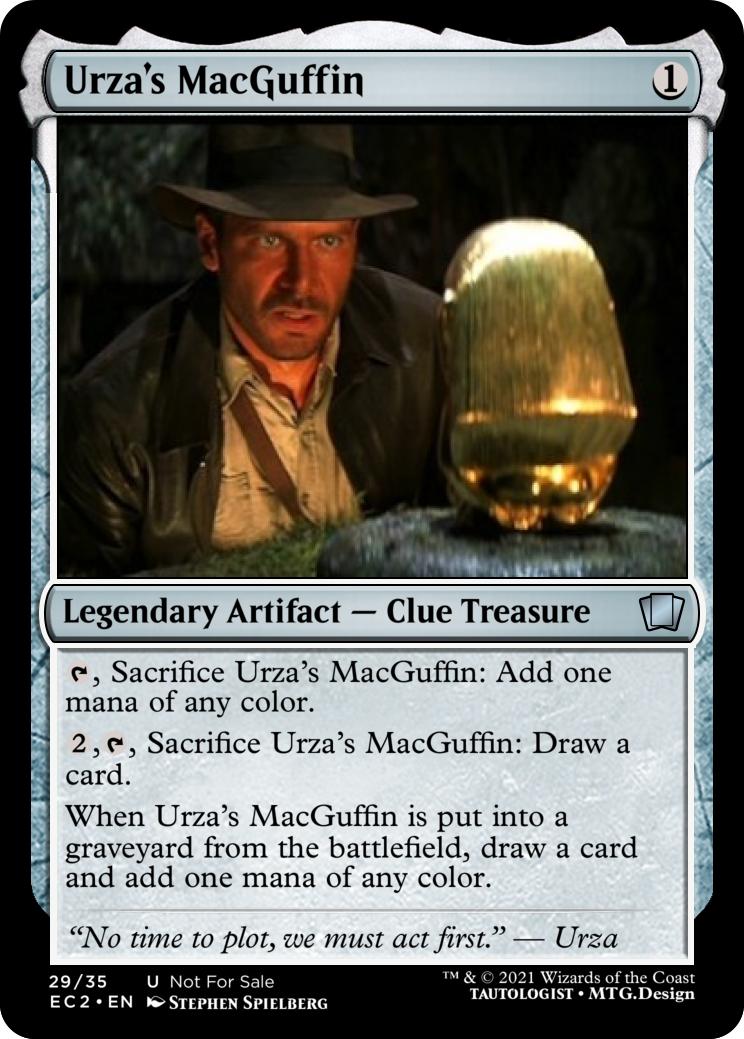 Urza's MacGuffin 1
Legendary Artifact — Clue Treasure
, Sacrifice Urza's MacGuffin: Add one
mana of any color.
2, , Sacrifice Urza's MacGuffin: Draw a
card.
When Urza's MacGuffin is put into a
graveyard from the battlefield, draw a card
and add one mana of any color.
“No time to plot, we must act first.” — Urza
29/35 U Not For Sale
EC2 • EN STEPHEN SPIELBERG
™ & © 2021 Wizards of the Coast
TAUTOLOGIST • MTG.Design